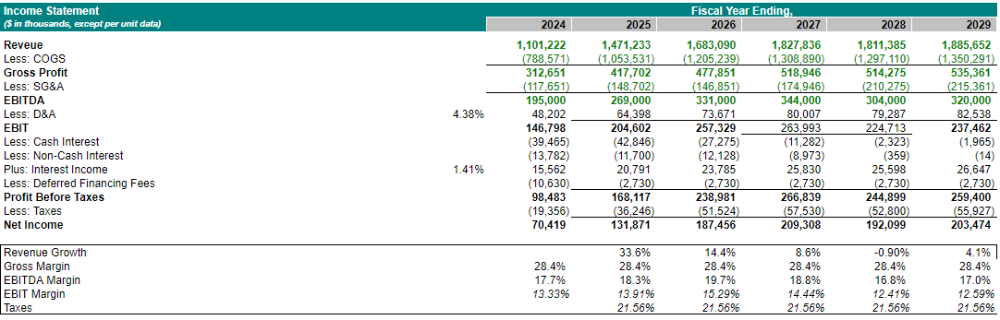 Income Statement Fiscal Year Ending,
($ in thousands, except per unit data) 2024 2025 2026 2027 2028 2029
Reveue 1,101,222 1,471,233 1,683,090 1,827,836 1,811,385 1,885,652
Less: COGS (788,571) (1,053,531) (1,205,239) (1,308,890) (1,297,110) (1,350,291)
Gross Profit 312,651 417,702 477,851 518,946 514,275 535,361
Less: SG&A (117,651) (148,702) (146,851) (174,946) (210,275) (215,361)
EBITDA 195,000 269,000 331,000 344,000 304,000 320,000
Less: D&A 4.38% 48,202 64,398 73,671 80,007 79,287 82,538
EBIT 146,798 204,602 257,329 263,993 224,713 237,462
Less: Cash Interest (39,465) (42,846) (27,275) (11,282) (2,323) (1,965)
Less: Non-Cash Interest (13,782) (11,700) (12,128) (8,973) (359) (14)
Plus: Interest Income 1.41% 15,562 20,791 23,785 25,830 25,598 26,647
Less: Deferred Financing Fees (10,630) (2,730) (2,730) (2,730) (2,730) (2,730)
Profit Before Taxes 98,483 168,117 238,981 266,839 244,899 259,400
Less: Taxes (19,356) (36,246) (51,524) (57,530) (52,800) (55,927)
Net Income 70,419 131,871 187,456 209,308 192,099 203,474
Revenue Growth 33.6% 14.4% 8.6% -0.90% 4.1%
Gross Margin 28.4% 28.4% 28.4% 28.4% 28.4% 28.4%
EBITDA Margin 17.7% 18.3% 19.7% 18.8% 16.8% 17.0%
EBIT Margin 13.33% 13.91% 15.29% 14.44% 12.41% 12.59%
Taxes 21.56% 21.56% 21.56% 21.56% 21.56%